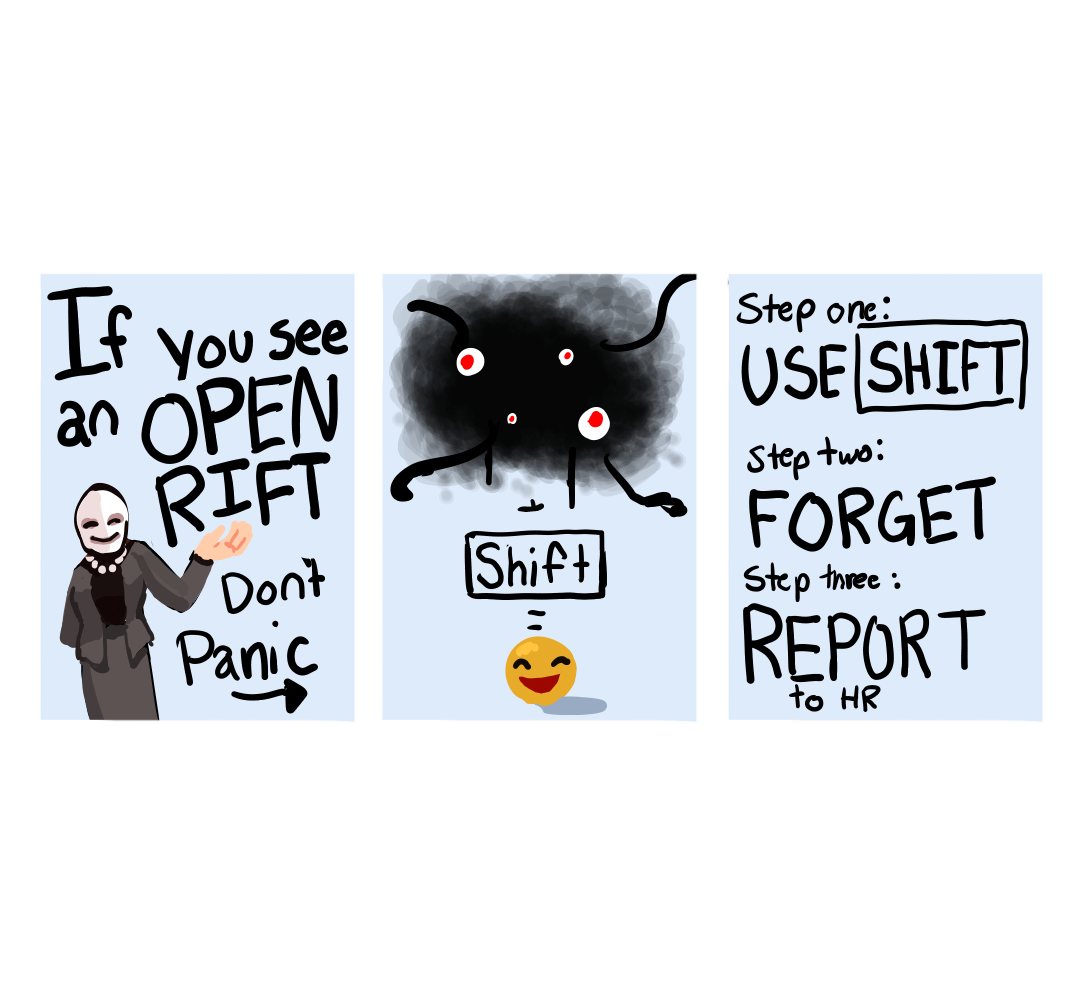 If you see
an OPEN
RIFT
Don't
Panic
Shift
Step one:
USE SHIFT
Step two:
FORGET
Step three:
REPORT
to HR